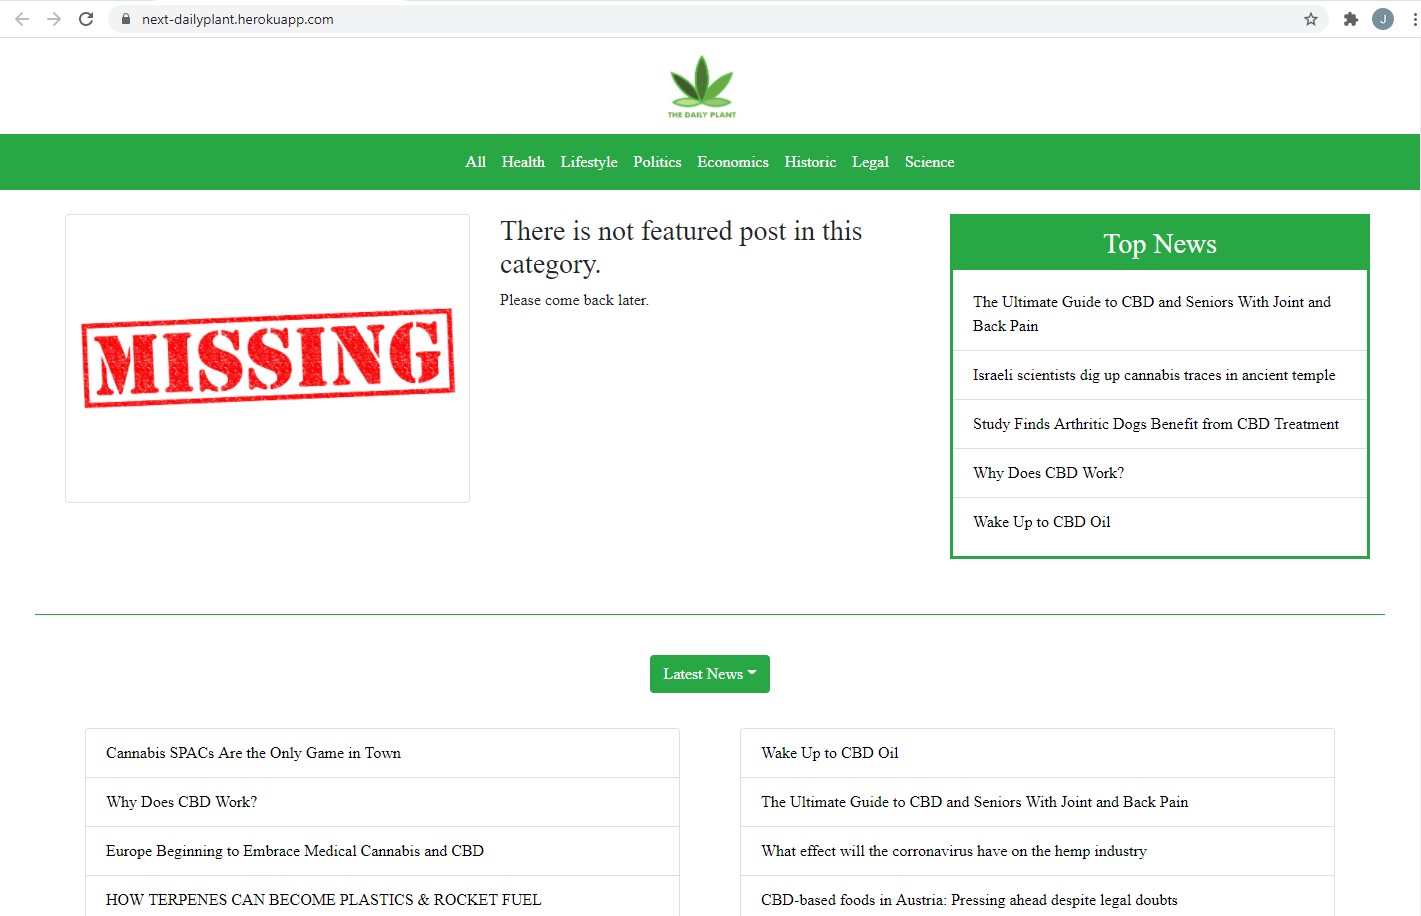 next-dailyplant.herokuapp.com
J
THE DAILY PLANT
All Health Lifestyle Politics Economics Historic Legal Science
MISSING
There is not featured post in this
category.
Please come back later.
Top News
The Ultimate Guide to CBD and Seniors With Joint and
Back Pain
Israeli scientists dig up cannabis traces in ancient temple
Study Finds Arthritic Dogs Benefit from CBD Treatment
Why Does CBD Work?
Wake Up to CBD Oil
Latest News
Cannabis SPACs Are the Only Game in Town
Why Does CBD Work?
Europe Beginning to Embrace Medical Cannabis and CBD
HOW TERPENES CAN BECOME PLASTICS & ROCKET FUEL
Wake Up to CBD Oil
The Ultimate Guide to CBD and Seniors With Joint and Back Pain
What effect will the corronavirus have on the hemp industry
CBD-based foods in Austria: Pressing ahead despite legal doubts